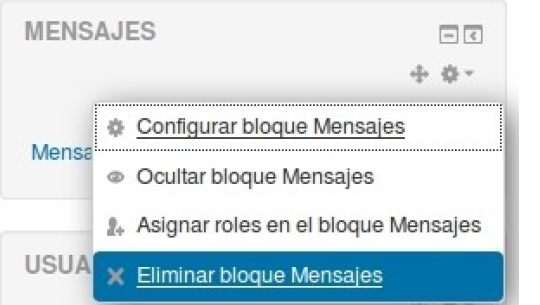 MENSAJES
Configurar bloque Mensajes
Mensa
Ocultar bloque Mensajes
Asignar roles en el bloque Mensajes
USUA
Eliminar bloque Mensajes